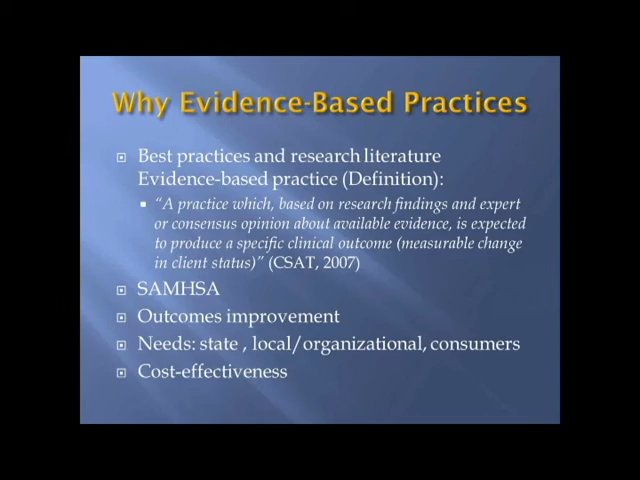 Why Evidence-Based Practices
Best practices and research literature
Evidence-based practice (Definition):
“A practice which, based on research findings and expert
or consensus opinion about available evidence, is expected
to produce a specific clinical outcome (measurable change
in client status)” (CSAT, 2007)
SAMHSA
Outcomes improvement
Needs: state , local/organizational, consumers
Cost-effectiveness